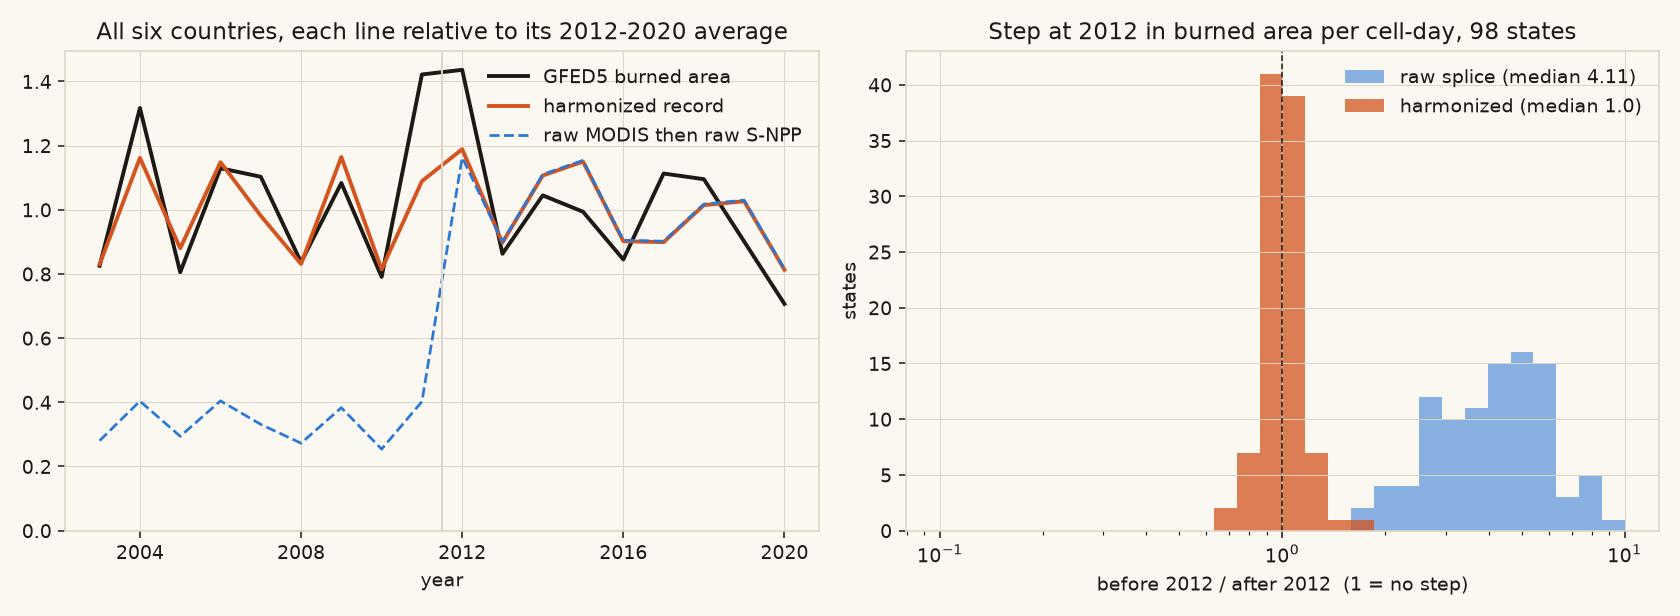 All six countries, each line relative to its 2012-2020 average
GFED5 burned area
harmonized record
raw MODIS then raw S-NPP
1.4
1.2
1.0
0.8
0.6
0.4
0.2
0.0
2004 2008 2012 2016 2020
year
Step at 2012 in burned area per cell-day, 98 states
raw splice (median 4.11)
harmonized (median 1.0)
states
40
35
30
25
20
15
10
5
0
10⁻¹ 10⁰ 10¹
before 2012 / after 2012 (1 = no step)